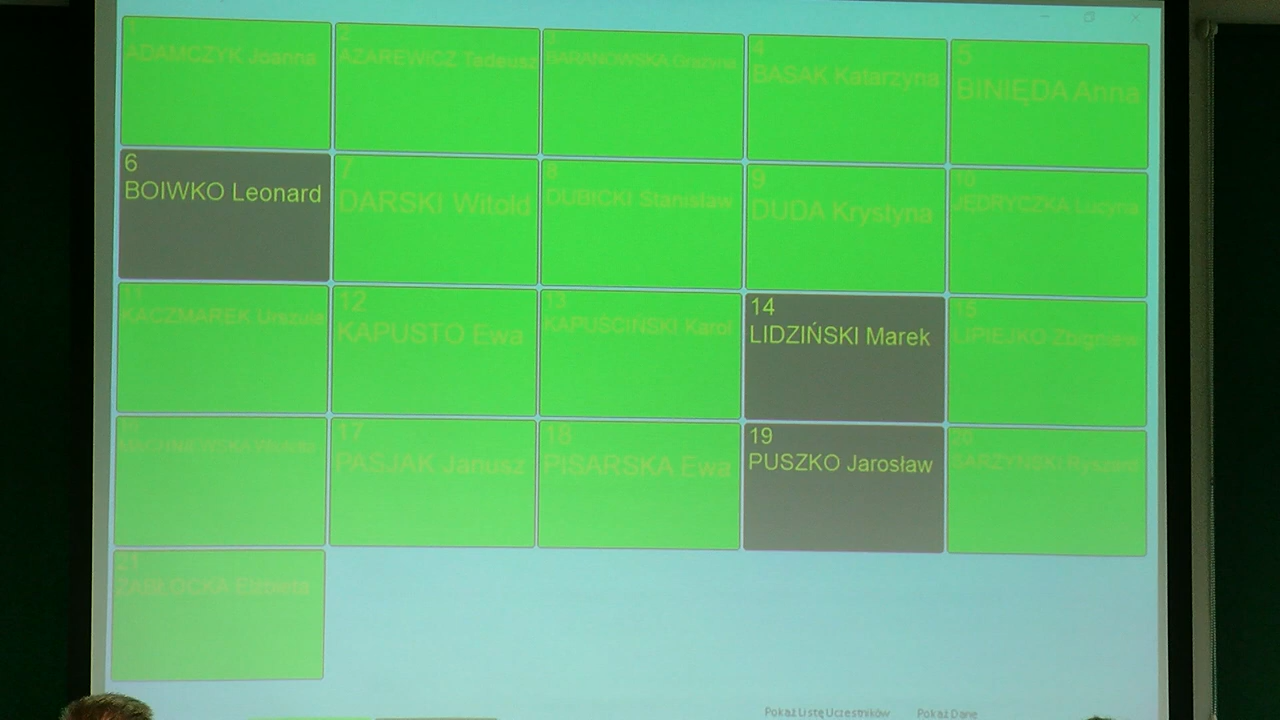 1
ADAMCZYK Joanna
2
AZAREWICZ Tadeusz
3
BARANOWSKA Grażyna
4
BASAK Katarzyna
5
BINIĘDA Anna
6
BOIWKO Leonard
7
DARSKI Witold
8
DUBICKI Stanisław
9
DUDA Krystyna
10
JĘDRYCZKA Lucyna
11
KACZMAREK Urszula
12
KAPUSTO Ewa
13
KAPUŚCIŃSKI Karol
14
LIDZIŃSKI Marek
15
LIPIEJKO Zbigniew
16
17
PASJAK Janusz
18
PISARSKA Ewa
19
PUSZKO Jarosław
20
SARZYŃSKI Ryszard
21
Elżbieta
Pokaż Listę Uczestników
Pokaż Dane